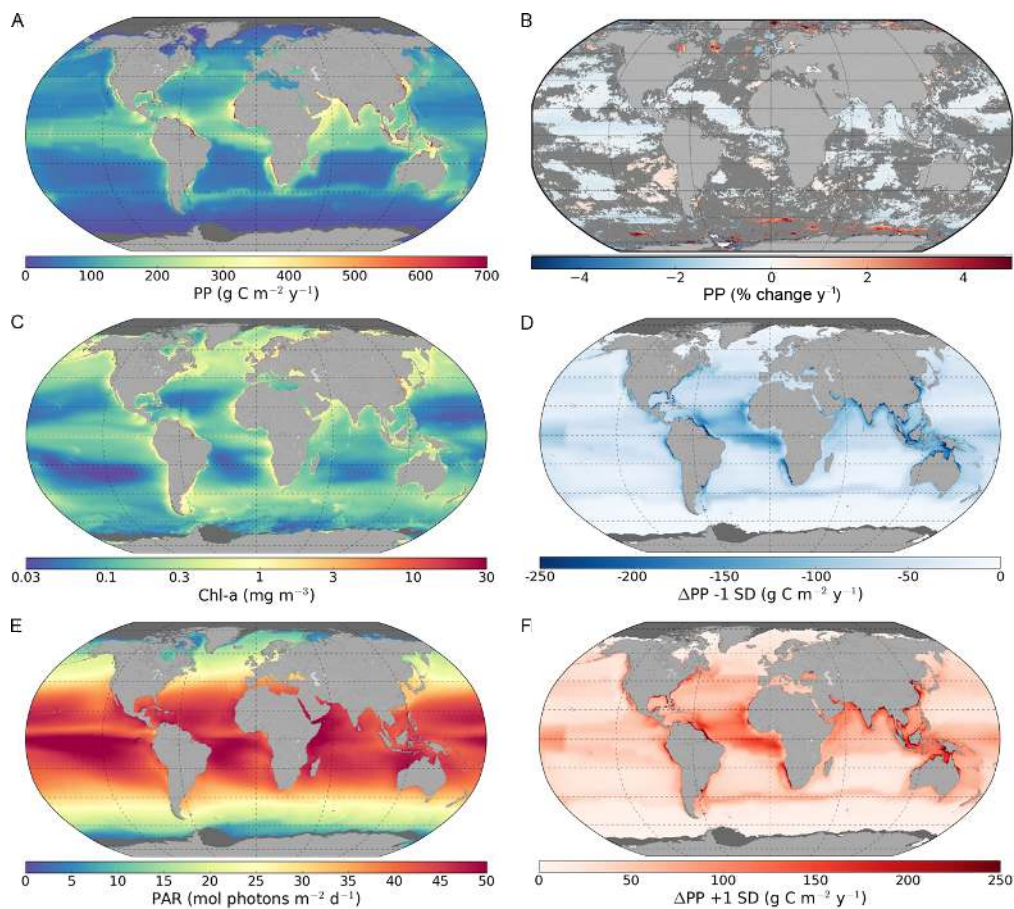 A
B
0 100 200 300 400 500 600 700
PP (g C m⁻² y⁻¹)
−4 −2 0 2 4
PP (% change y⁻¹)
C
D
0.03 0.1 0.3 1 3 10 30
Chl-a (mg m⁻³)
-250 -200 -150 -100 -50 0
ΔPP -1 SD (g C m⁻² y⁻¹)
E
F
0 5 10 15 20 25 30 35 40 45 50
PAR (mol photons m⁻² d⁻¹)
0 50 100 150 200 250
ΔPP +1 SD (g C m⁻² y⁻¹)